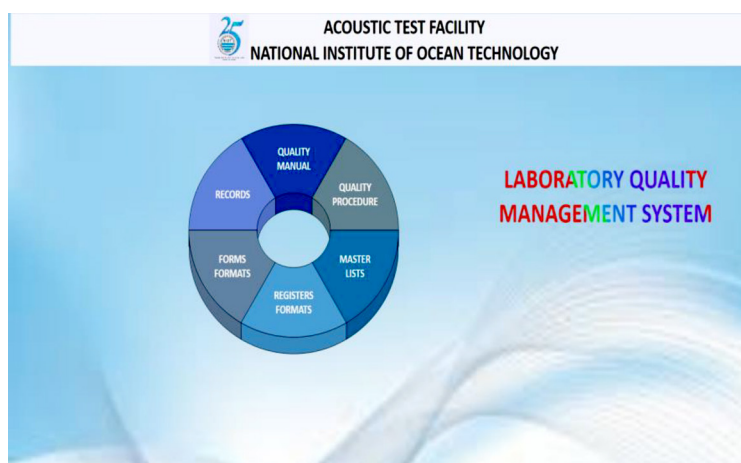 25
ACOUSTIC TEST FACILITY
NATIONAL INSTITUTE OF OCEAN TECHNOLOGY
QUALITY
MANUAL
QUALITY
PROCEDURE
MASTER
LISTS
REGISTERS
FORMATS
FORMS
FORMATS
RECORDS
LABORATORY QUALITY
MANAGEMENT SYSTEM